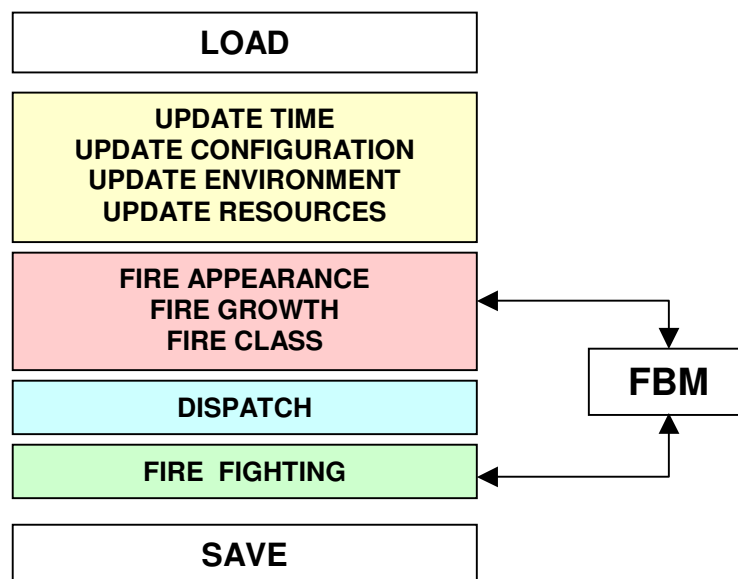 LOAD
UPDATE TIME
UPDATE CONFIGURATION
UPDATE ENVIRONMENT
UPDATE RESOURCES
FIRE APPEARANCE
FIRE GROWTH
FIRE CLASS
FBM
DISPATCH
FIRE FIGHTING
SAVE